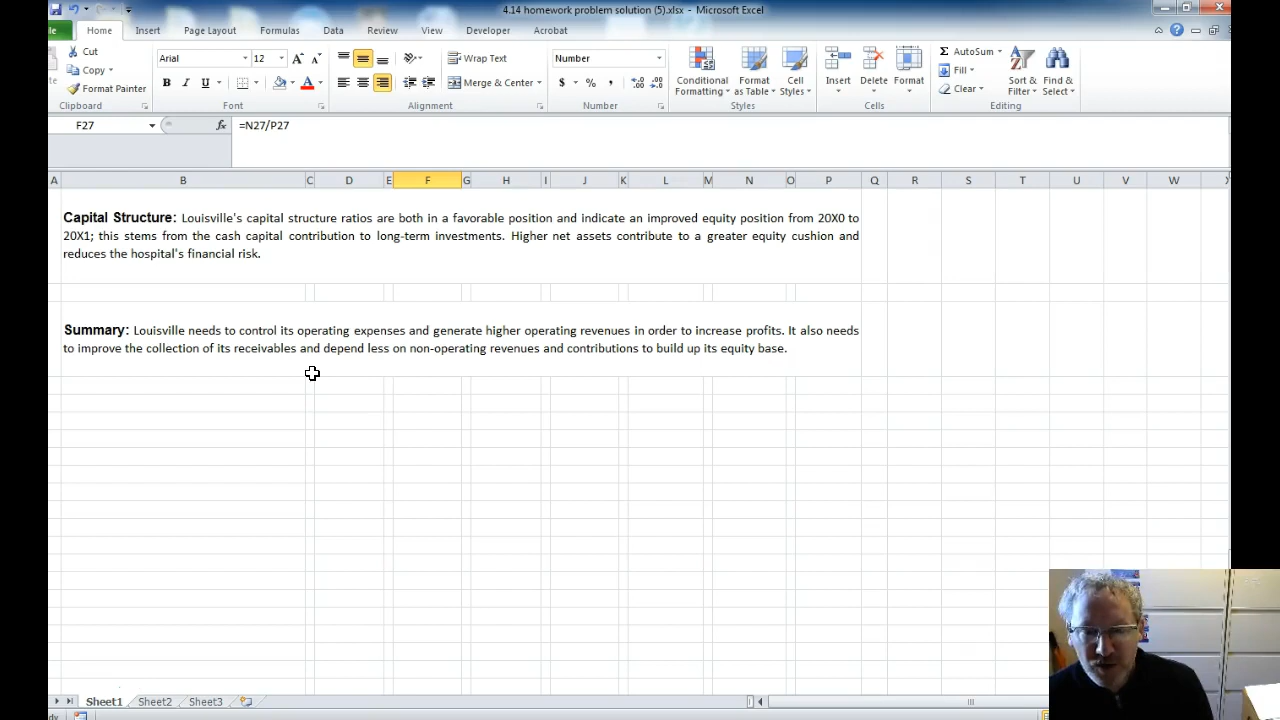 4.14 homework problem solution (5).xlsx - Microsoft Excel
Home Insert Page Layout Formulas Data Review View Developer Acrobat
Cut
Copy
Format Painter
Clipboard
Arial 12
B I U A
Font
Wrap Text
Merge & Center
Alignment
Number
$ % ,
Number
Conditional Formatting
Format as Table
Cell Styles
Styles
Insert Delete Format
Cells
AutoSum
Fill
Clear
Sort & Filter
Find & Select
Editing
F27 fx =N27/P27
A B C D E F G H I J K L M N O P Q R S T U V W
Capital Structure: Louisville's capital structure ratios are both in a favorable position and indicate an improved equity position from 20X0 to
20X1; this stems from the cash capital contribution to long-term investments. Higher net assets contribute to a greater equity cushion and
reduces the hospital's financial risk.
Summary: Louisville needs to control its operating expenses and generate higher operating revenues in order to increase profits. It also needs
to improve the collection of its receivables and depend less on non-operating revenues and contributions to build up its equity base.
Sheet1 Sheet2 Sheet3